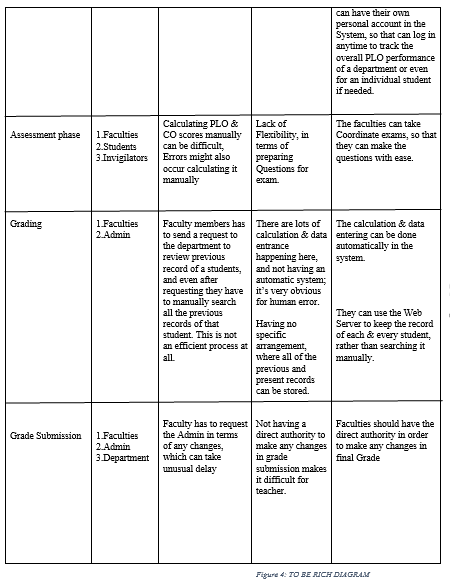 can have their own
personal account in the
System, so that can log in
anytime to track the
overall PLO performance
of a department or even
for an individual student
if needed.
Assessment phase
1.Faculties
2.Students
3.Invigilators
Calculating PLO &
CO scores manually
can be difficult,
Errors might also
occur calculating it
manually
Lack of
Flexibility, in
terms of
preparing
Questions for
exam.
The faculties can take
Coordinate exams, so that
they can make the
questions with ease.
Grading
1.Faculties
2.Admin
Faculty members has
to send a request to
the department to
review previous
record of a students,
and even after
requesting they have
to manually search
all the previous
records of that
student. This is not
an efficient process at
all.
There are lots of
calculation & data
entrance
happening here,
and not having an
automatic system;
it's very obvious
for human error.
Having no
specific
arrangement,
where all of the
previous and
present records
can be stored.
The calculation & data
entering can be done
automatically in the
system.
They can use the Web
Server to keep the record
of each & every student,
rather than searching it
manually.
Grade Submission
1.Faculties
2.Admin
3.Department
Faculty has to request
the Admin in terms
of any changes,
which can take
unusual delay
Not having a
direct authority to
make any changes
in grade
submission makes
it difficult for
teacher.
Faculties should have the
direct authority in order
to make any changes in
final Grade
Figure 4: TO BE RICH DIAGRAM